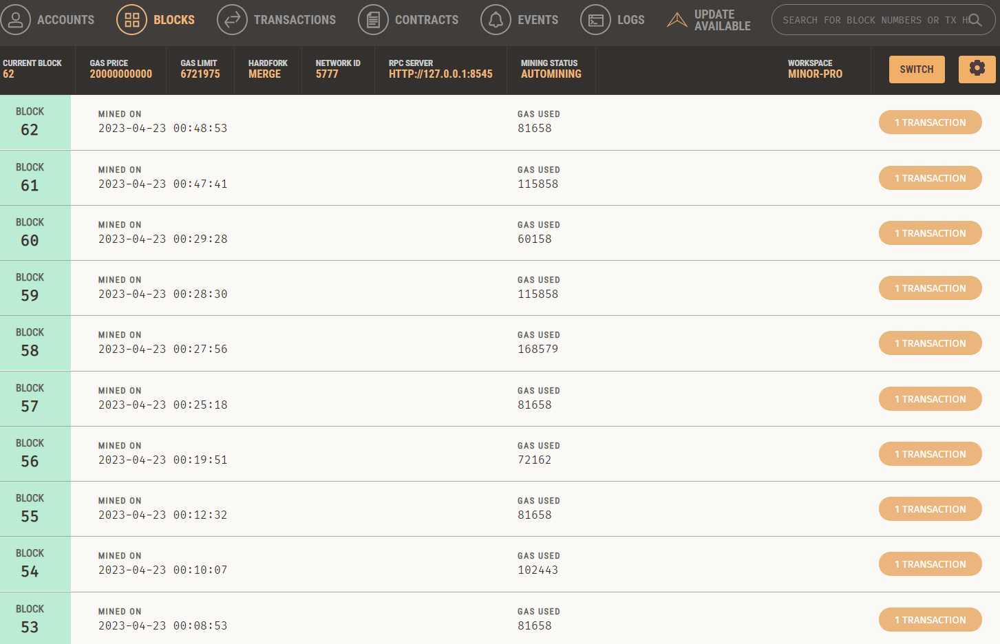 ACCOUNTS BLOCKS TRANSACTIONS CONTRACTS EVENTS LOGS UPDATE AVAILABLE SEARCH FOR BLOCK NUMBERS OR TX H
CURRENT BLOCK GAS PRICE GAS LIMIT HARDFORK NETWORK ID RPC SERVER MINING STATUS WORKSPACE
62 20000000000 6721975 MERGE 5777 HTTP://127.0.0.1:8545 AUTOMINING MINOR-PRO SWITCH
BLOCK MINED ON GAS USED
62 2023-04-23 00:48:53 81658 1 TRANSACTION
BLOCK MINED ON GAS USED
61 2023-04-23 00:47:41 115858 1 TRANSACTION
BLOCK MINED ON GAS USED
60 2023-04-23 00:29:28 60158 1 TRANSACTION
BLOCK MINED ON GAS USED
59 2023-04-23 00:28:30 115858 1 TRANSACTION
BLOCK MINED ON GAS USED
58 2023-04-23 00:27:56 168579 1 TRANSACTION
BLOCK MINED ON GAS USED
57 2023-04-23 00:25:18 81658 1 TRANSACTION
BLOCK MINED ON GAS USED
56 2023-04-23 00:19:51 72162 1 TRANSACTION
BLOCK MINED ON GAS USED
55 2023-04-23 00:12:32 81658 1 TRANSACTION
BLOCK MINED ON GAS USED
54 2023-04-23 00:10:07 102443 1 TRANSACTION
BLOCK MINED ON GAS USED
53 2023-04-23 00:08:53 81658 1 TRANSACTION